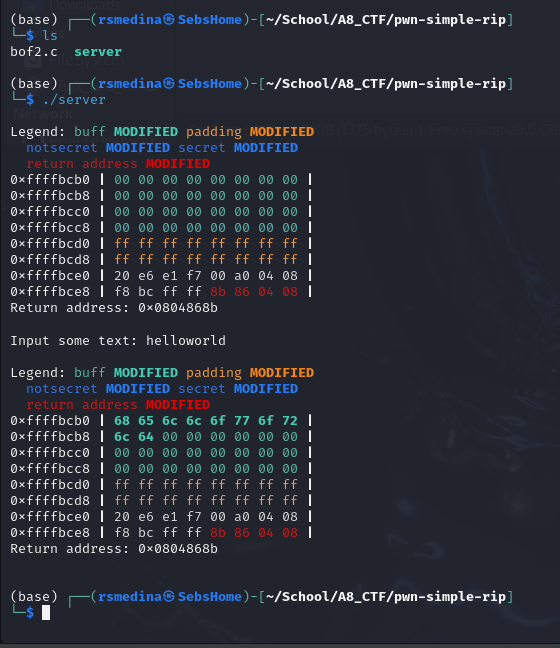 (base) ┌──(rsmedina㉿SebsHome)-[~/School/A8_CTF/pwn-simple-rip]
└─$ ls
bof2.c  server
(base) ┌──(rsmedina㉿SebsHome)-[~/School/A8_CTF/pwn-simple-rip]
└─$ ./server
Legend: buff MODIFIED padding MODIFIED
  notsecret MODIFIED secret MODIFIED
  return address MODIFIED
0×ffffbcb0 | 00 00 00 00 00 00 00 00 |
0×ffffbcb8 | 00 00 00 00 00 00 00 00 |
0×ffffbcc0 | 00 00 00 00 00 00 00 00 |
0×ffffbcc8 | 00 00 00 00 00 00 00 00 |
0×ffffbcd0 | ff ff ff ff ff ff ff ff |
0×ffffbcd8 | ff ff ff ff ff ff ff ff |
0×ffffbce0 | 20 e6 e1 f7 00 a0 04 08 |
0×ffffbce8 | f8 bc ff ff 8b 86 04 08 |
Return address: 0×0804868b
Input some text: helloworld
Legend: buff MODIFIED padding MODIFIED
  notsecret MODIFIED secret MODIFIED
  return address MODIFIED
0×ffffbcb0 | 68 65 6c 6c 6f 77 6f 72 |
0×ffffbcb8 | 6c 64 00 00 00 00 00 00 |
0×ffffbcc0 | 00 00 00 00 00 00 00 00 |
0×ffffbcc8 | 00 00 00 00 00 00 00 00 |
0×ffffbcd0 | ff ff ff ff ff ff ff ff |
0×ffffbcd8 | ff ff ff ff ff ff ff ff |
0×ffffbce0 | 20 e6 e1 f7 00 a0 04 08 |
0×ffffbce8 | f8 bc ff ff 8b 86 04 08 |
Return address: 0×0804868b
(base) ┌──(rsmedina㉿SebsHome)-[~/School/A8_CTF/pwn-simple-rip]
└─$